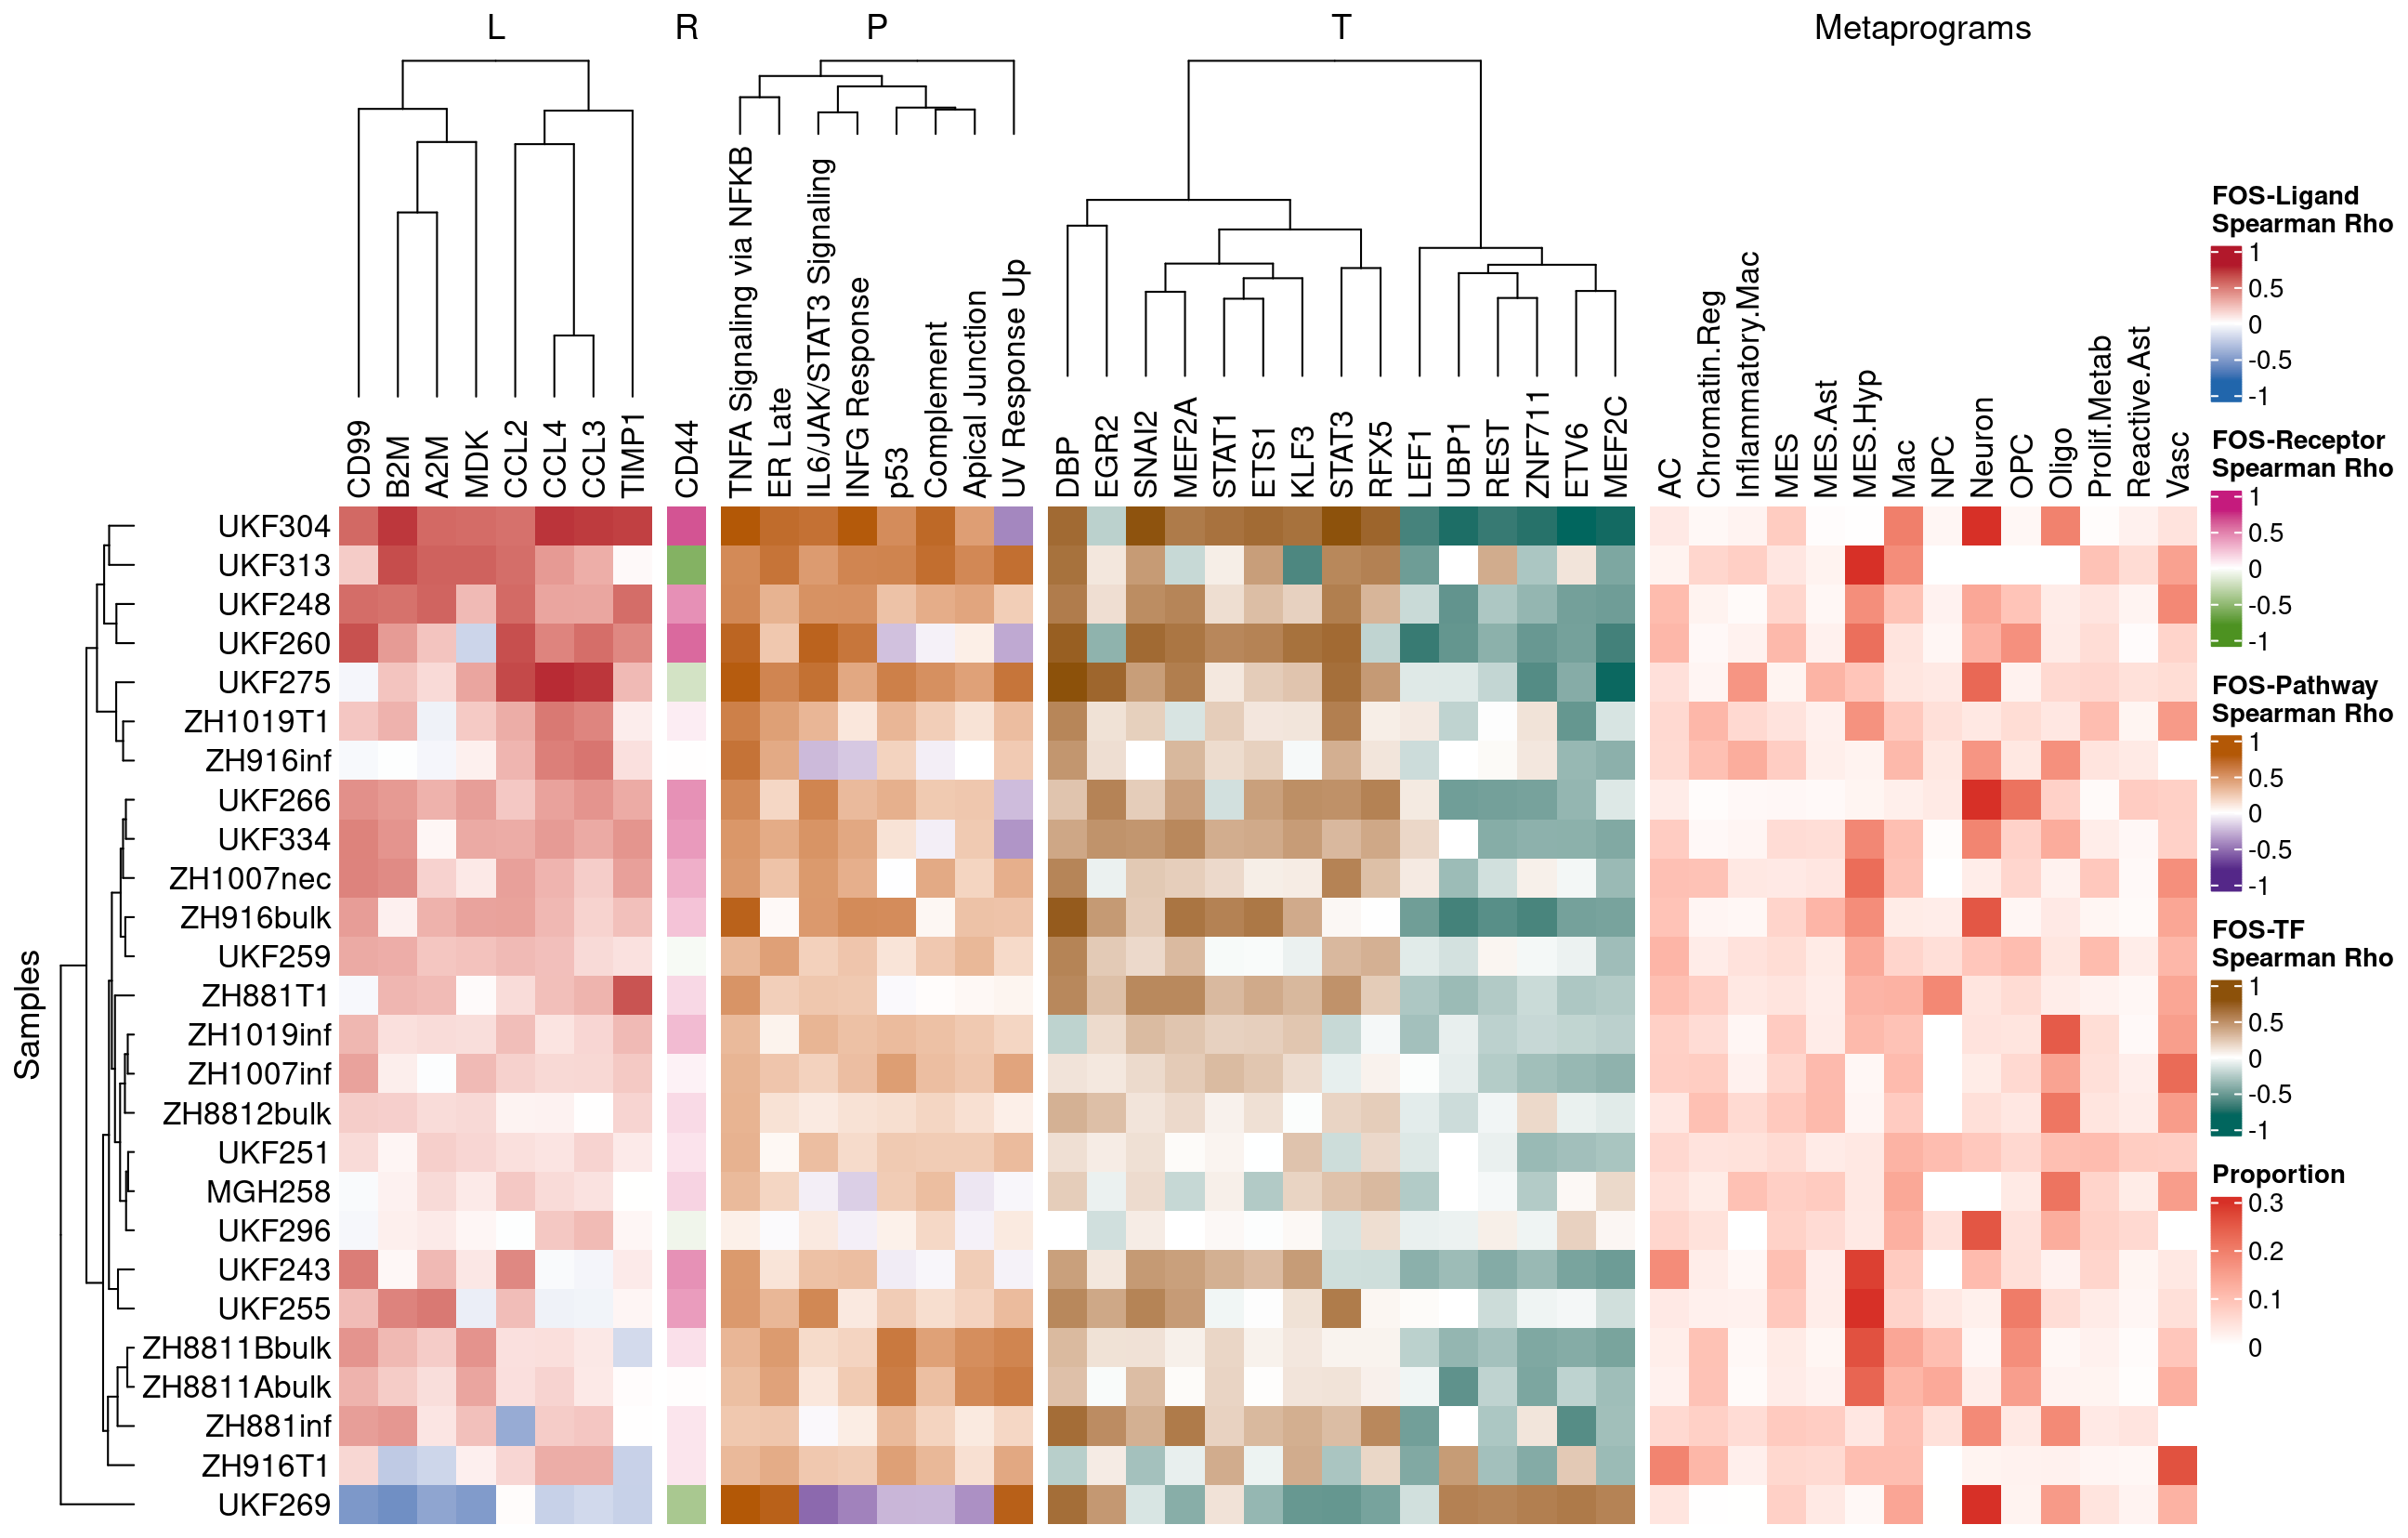 L R P T Metaprograms
CD99
B2M
A2M
MDK
CCL2
CCL4
CCL3
TIMP1
CD44
TNFA Signaling via NFKB
ER Late
IL6/JAK/STAT3 Signaling
INFG Response
p53
Complement
Apical Junction
UV Response Up
DBP
EGR2
SNAI2
MEF2A
STAT1
ETS1
KLF3
STAT3
RFX5
LEF1
UBP1
REST
ZNF711
ETV6
MEF2C
AC
Chromatin.Reg
Inflammatory.Mac
MES
MES.Ast
MES.Hyp
Mac
NPC
Neuron
OPC
Oligo
Prolif.Metab
Reactive.Ast
Vasc
Samples
UKF304
UKF313
UKF248
UKF260
UKF275
ZH1019T1
ZH916inf
UKF266
UKF334
ZH1007nec
ZH916bulk
UKF259
ZH881T1
ZH1019inf
ZH1007inf
ZH8812bulk
UKF251
MGH258
UKF296
UKF243
UKF255
ZH8811Bbulk
ZH8811Abulk
ZH881inf
ZH916T1
UKF269
FOS-Ligand
Spearman Rho
1
0.5
0
-0.5
-1
FOS-Receptor
Spearman Rho
1
0.5
0
-0.5
-1
FOS-Pathway
Spearman Rho
1
0.5
0
-0.5
-1
FOS-TF
Spearman Rho
1
0.5
0
-0.5
-1
Proportion
0.3
0.2
0.1
0